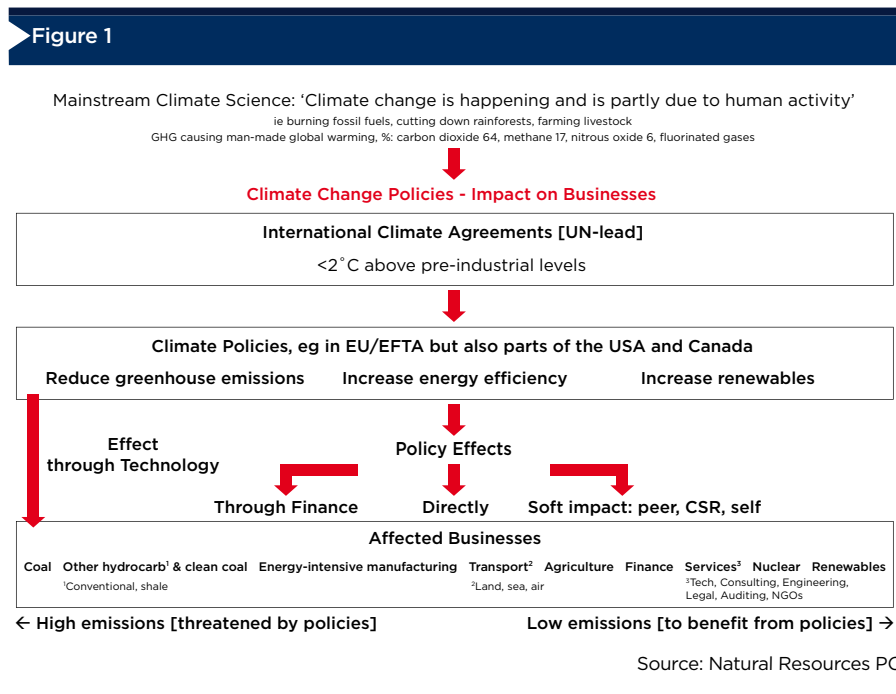 Figure 1
Mainstream Climate Science: ‘Climate change is happening and is partly due to human activity’
ie burning fossil fuels, cutting down rainforests, farming livestock
GHG causing man-made global warming, %: carbon dioxide 64, methane 17, nitrous oxide 6, fluorinated gases
Climate Change Policies - Impact on Businesses
International Climate Agreements [UN-lead]
<2˚C above pre-industrial levels
Climate Policies, eg in EU/EFTA but also parts of the USA and Canada
Reduce greenhouse emissions Increase energy efficiency Increase renewables
Effect
through Technology
Policy Effects
Through Finance Directly Soft impact: peer, CSR, self
Affected Businesses
Coal Other hydrocarb¹ & clean coal Energy-intensive manufacturing Transport² Agriculture Finance Services³ Nuclear Renewables
¹Conventional, shale ²Land, sea, air ³Tech, Consulting, Engineering,
Legal, Auditing, NGOs
← High emissions [threatened by policies] Low emissions [to benefit from policies] →
Source: Natural Resources